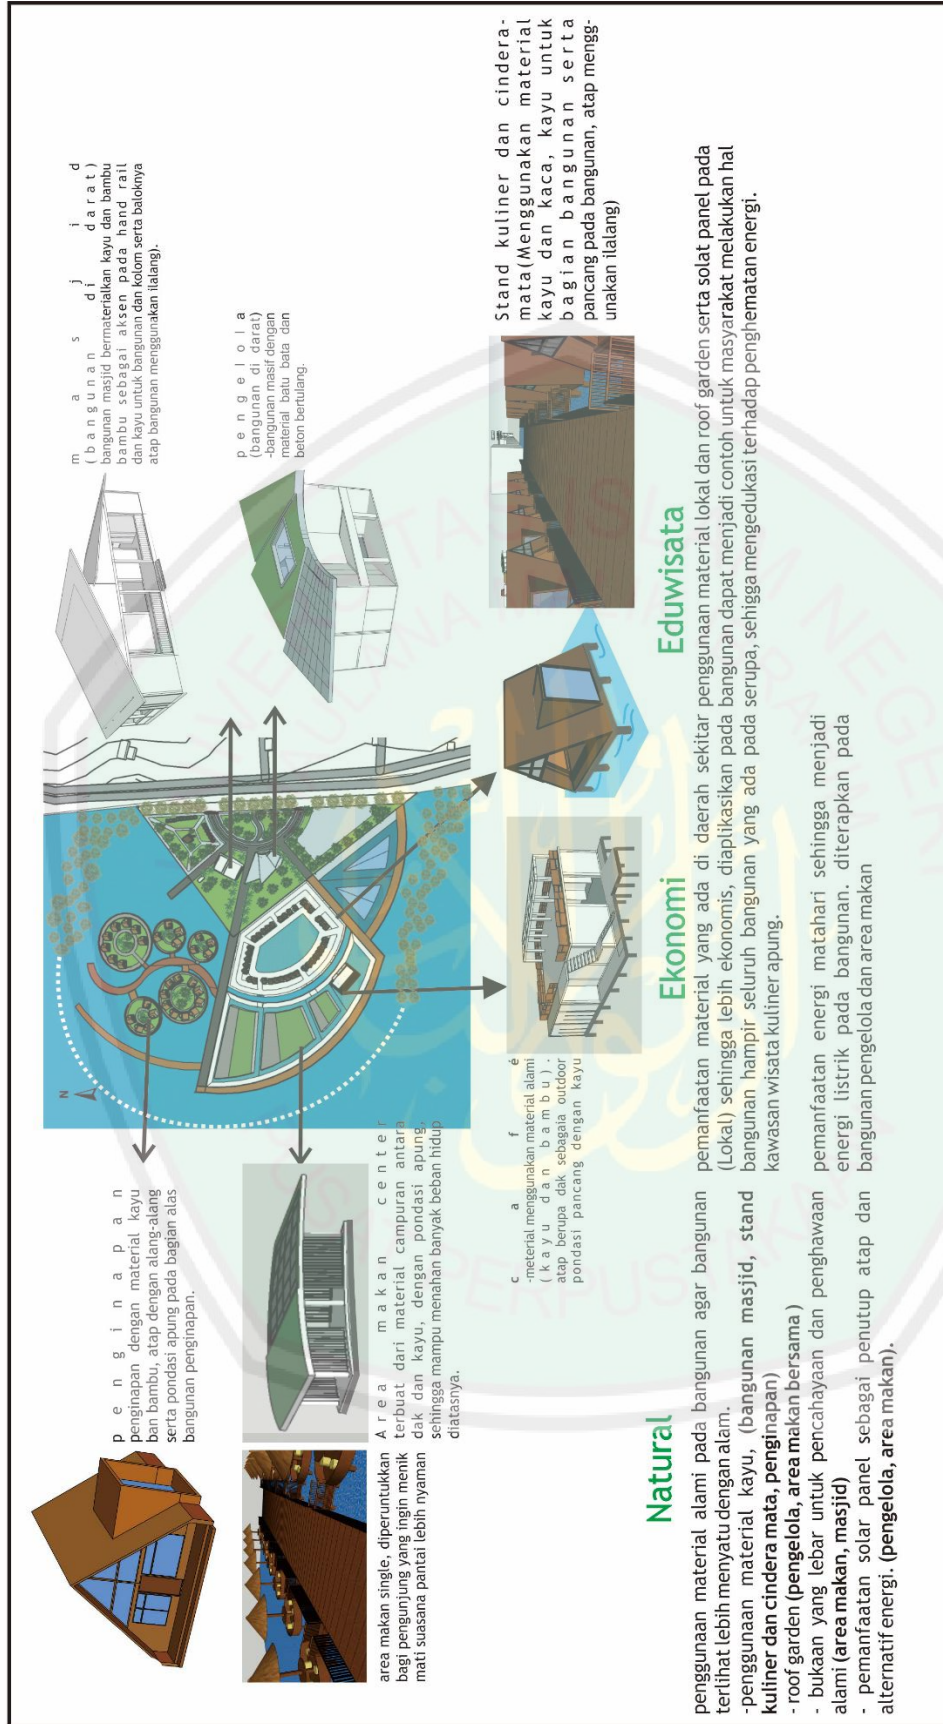 p e n g i n a p a n
penginapan dengan material kayu
ban bambu, atap dengan alang-alang
serta pondasi apung pada bagian alas
bangunan penginapan.
N
m a s j i d
(bangunan di darat)
bangunan masjid bermaterialkan kayu dan bambu
bambu sebagai aksen pada hand rail
dan kayu untuk bangunan dan kolom serta baloknya
atap bangunan menggunakan ilalang).
p e n g e l o l a
(bangunan di darat)
-bangunan masif dengan
material batu bata dan
beton bertulang.
area makan single, diperuntukkan
bagi pengunjung yang ingin memik
mati suasana pantai lebih nyaman
A r e a m a k a n c e n t e r
terbuat dari material campuran antara
dak dan kayu, dengan pondasi apung,
sehingga mampu menahan banyak beban hidup
diatasnya.
c a f é
-meterial menggunakan material alami
(kayu dan bambu).
atap berupa dak sebagaia outdoor
pondasi pancang dengan kayu
Stand kuliner dan cindera-
mata(Menggunakan material
kayu dan kaca, kayu untuk
bagian bangunan serta
pancang pada bangunan, atap mengg-
unakan ilalang)
Natural
penggunaan material alami pada bangunan agar bangunan
terlihat lebih menyatu dengan alam.
-penggunaan material kayu, (bangunan masjid, stand
kuliner dan cindera mata, penginapan)
- roof garden (pengelola, area makan bersama )
- bukaan yang lebar untuk pencahayaan dan penghawaan
alami (area makan, masjid)
- pemanfaatan solar panel sebagai penutup atap dan
alternatif energi. (pengelola, area makan).
Ekonomi
Eduwisata
pemanfaatan material yang ada di daerah sekitar penggunaan material lokal dan roof garden serta solat panel pada
(Lokal) sehingga lebih ekonomis, diaplikasikan pada bangunan dapat menjadi contoh untuk masyarakat melakukan hal
bangunan hampir seluruh bangunan yang ada pada serupa, sehigga mengedukasi terhadap penghematan energi.
kawasan wisata kuliner apung.
pemanfaatan energi matahari sehingga menjadi
energi listrik pada bangunan. diterapkan pada
bangunan pengelola dan area makan